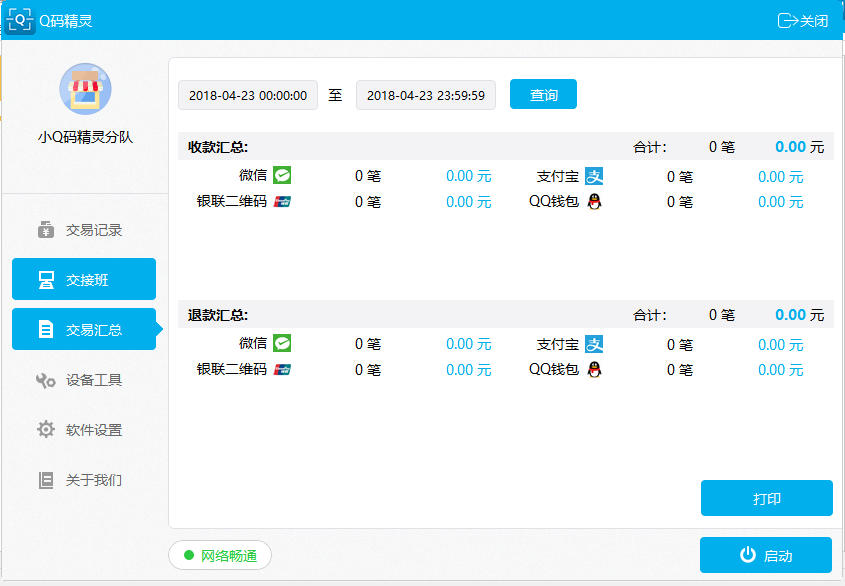 Q码精灵 关闭
小Q码精灵分队
交易记录
交接班
交易汇总
设备工具
软件设置
关于我们
2018-04-23 00:00:00 至 2018-04-23 23:59:59 查询
收款汇总: 合计: 0 笔 0.00 元
微信 0 笔 0.00 元 支付宝 支 0 笔 0.00 元
银联二维码 0 笔 0.00 元 QQ钱包 0 笔 0.00 元
退款汇总: 合计: 0 笔 0.00 元
微信 0 笔 0.00 元 支付宝 支 0 笔 0.00 元
银联二维码 0 笔 0.00 元 QQ钱包 0 笔 0.00 元
打印
网络畅通 启动